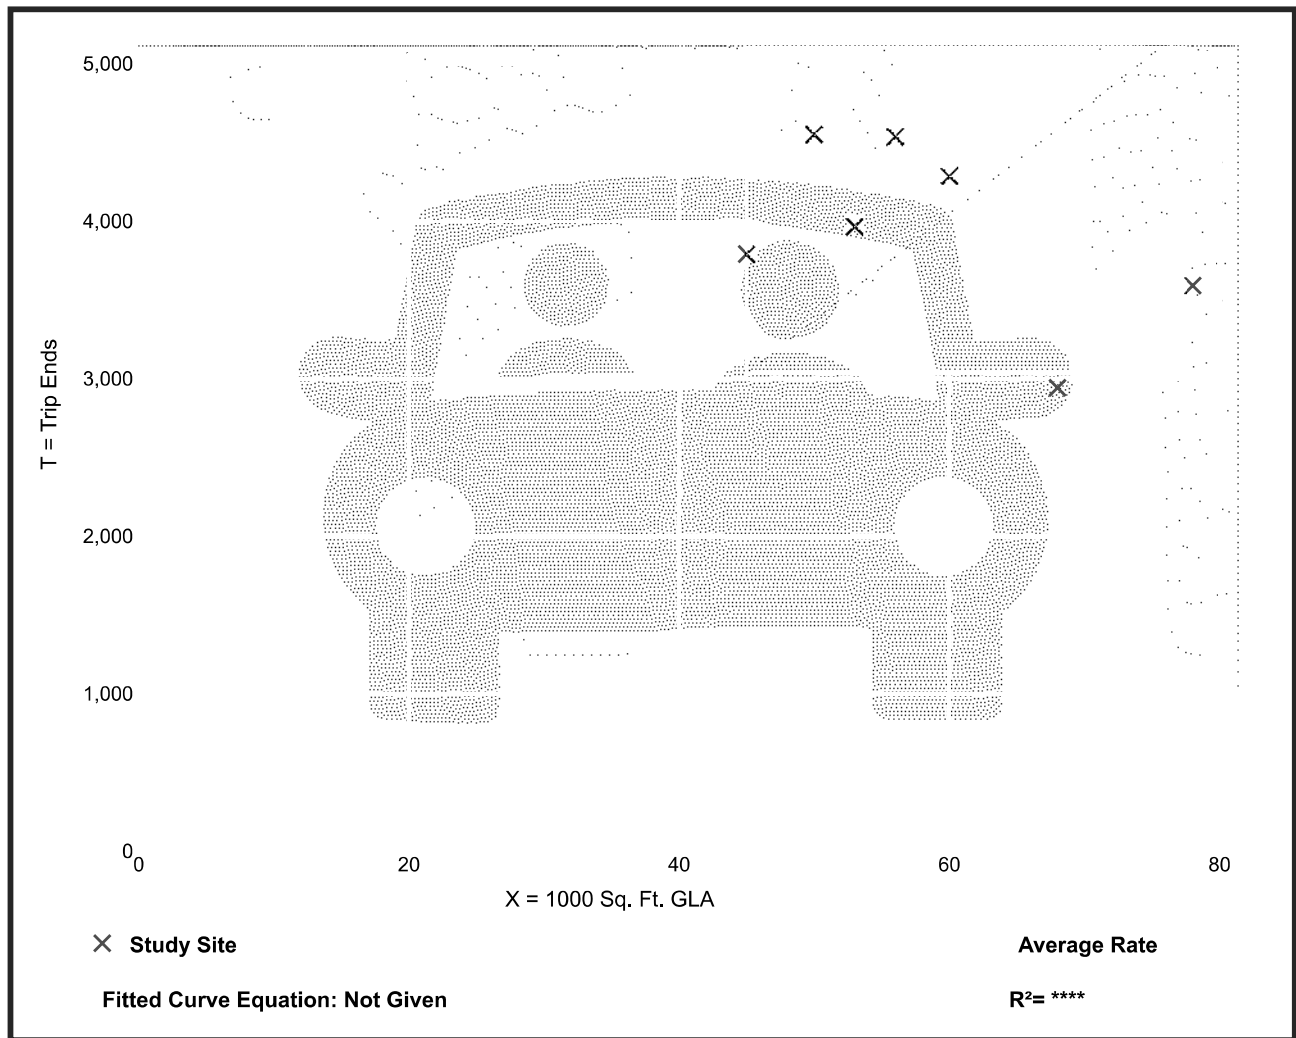 5,000
4,000
3,000
2,000
1,000
0
T = Trip Ends
0 20 40 60 80
X = 1000 Sq. Ft. GLA
Study Site
Average Rate
Fitted Curve Equation: Not Given
R²= ****